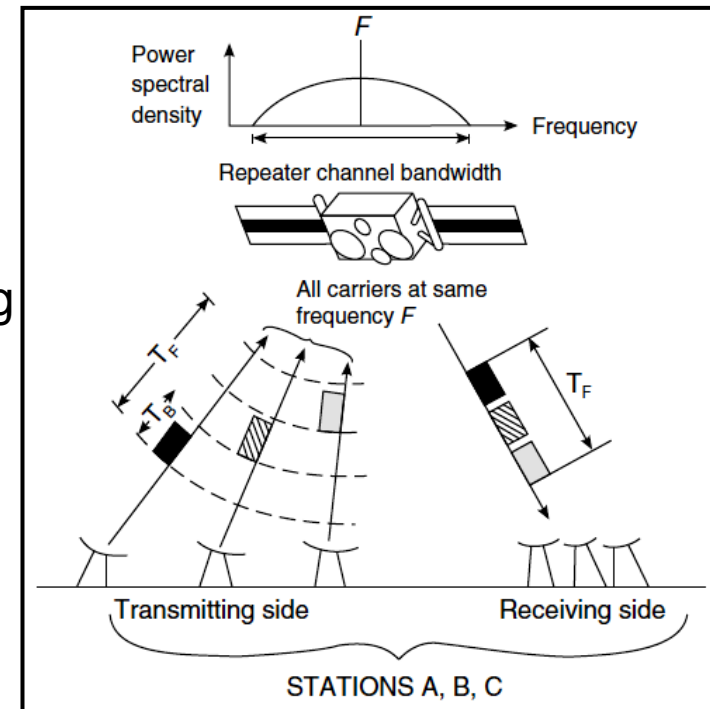 F
Power
spectral
density
Frequency
Repeater channel bandwidth
g
All carriers at same
frequency F
T_F
T_B
T_F
Transmitting side
Receiving side
STATIONS A, B, C